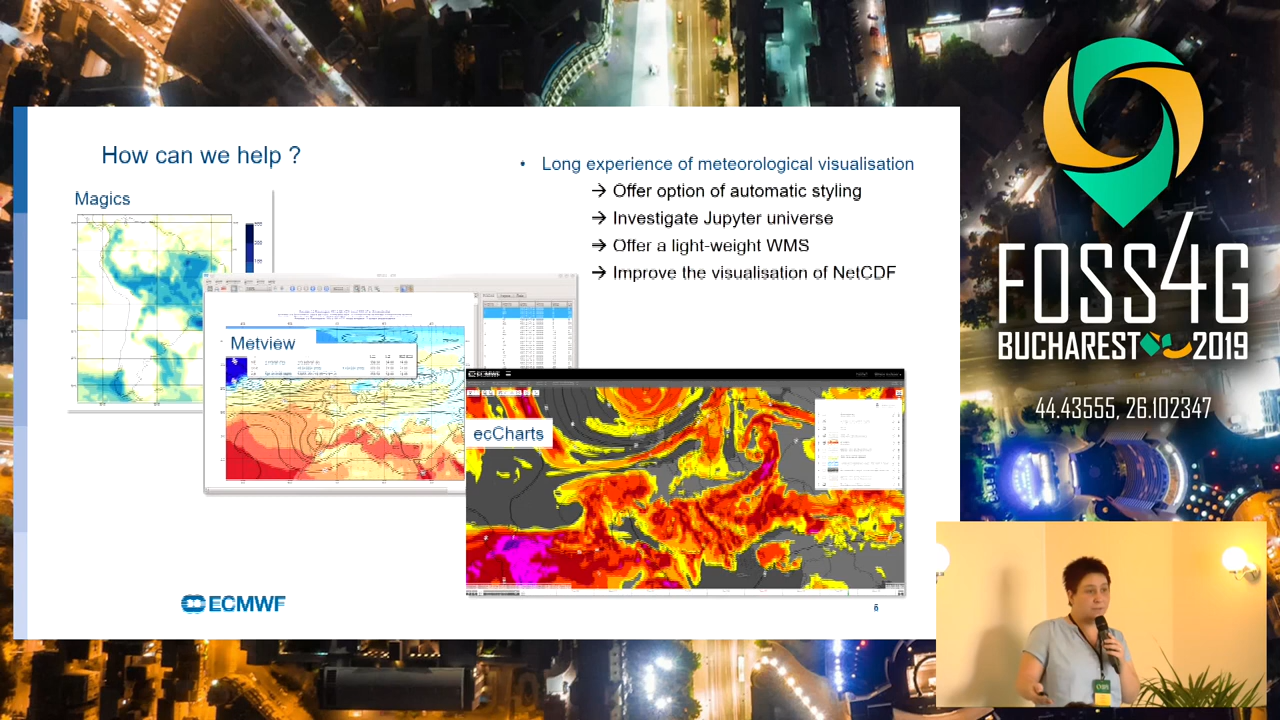 How can we help ?
• Long experience of meteorological visualisation
→ Offer option of automatic styling
→ Investigate Jupyter universe
→ Offer a light-weight WMS
→ Improve the visualisation of NetCDF
Magics
Metview
ecCharts
ECMWF
6
FOSS4G
BUCHAREST 2019
44.43555, 26.102347
ECMWF